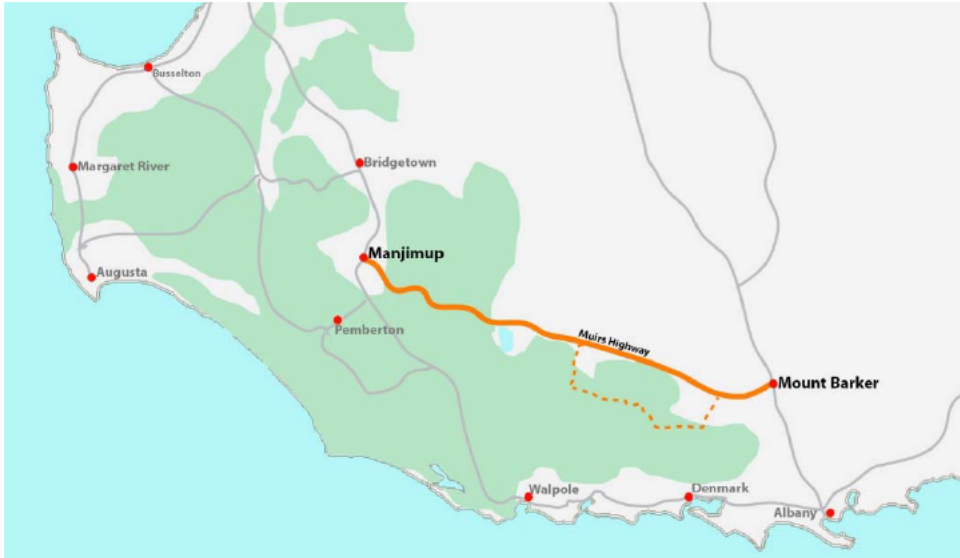 Busselton
Margaret River
Bridgetown
Manjimup
Augusta
Pemberton
Muirs Highway
Mount Barker
Walpole
Denmark
Albany